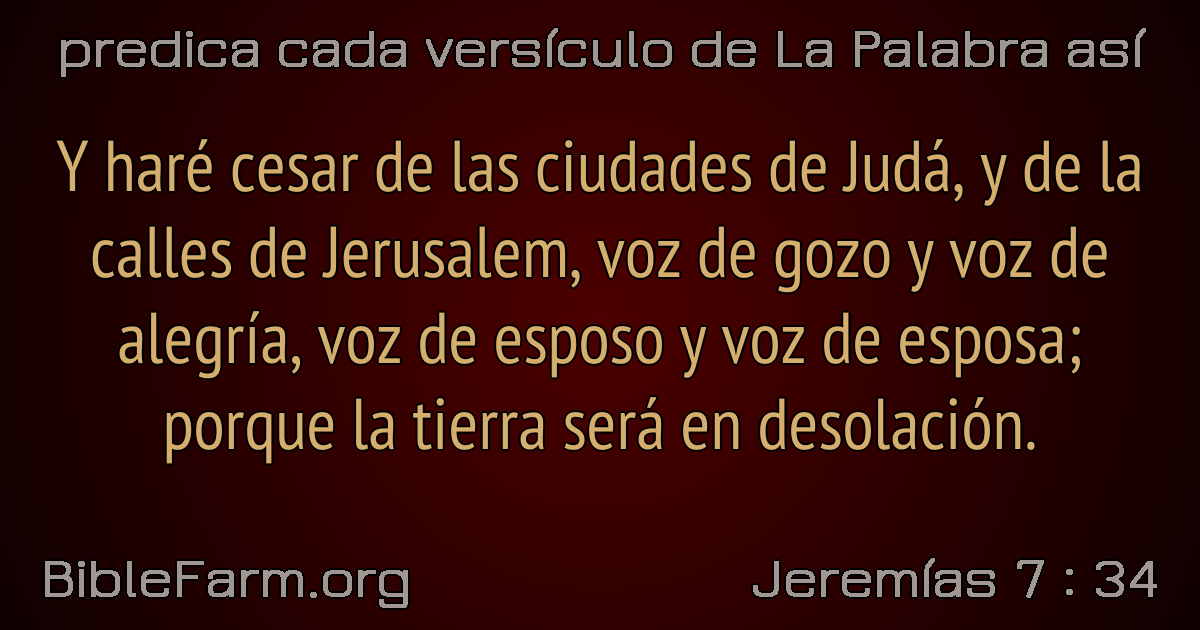 predica cada versículo de La Palabra así
Y haré cesar de las ciudades de Judá, y de la
calles de Jerusalem, voz de gozo y voz de
alegría, voz de esposo y voz de esposa;
porque la tierra será en desolación.
BibleFarm.org
Jeremías 7 : 34